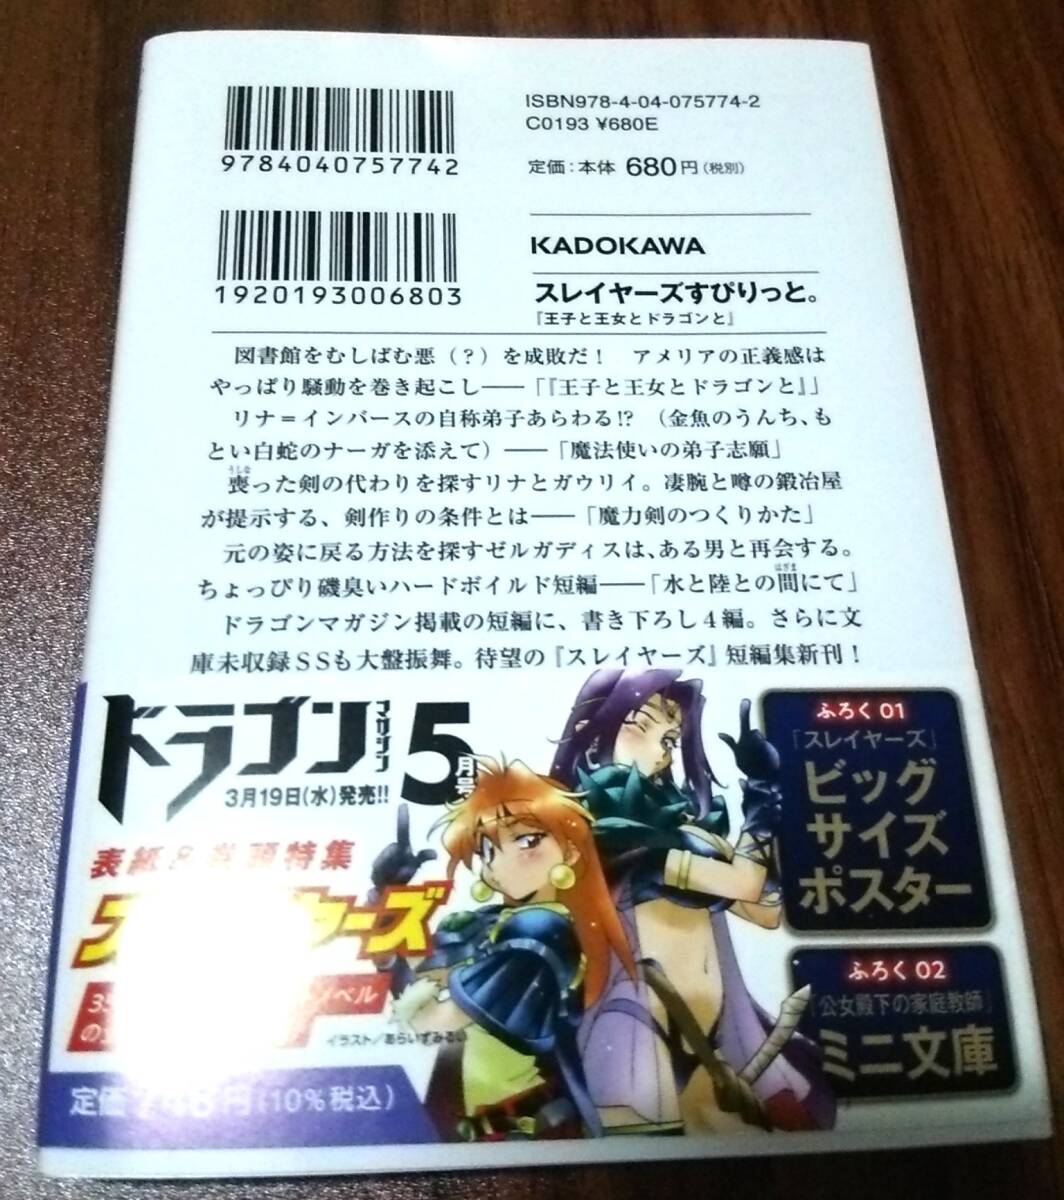 9784040757742
ISBN978-4-04-075774-2
C0193 ¥680E
定価：本体 680円（税別）
1920193006803
KADOKAWA
スレイヤーズすぴりっと。
『王子と王女とドラゴンと』
図書館をむしばむ悪（？）を成敗だ！　アメリアの正義感は
やっぱり騒動を巻き起こし――「『王子と王女とドラゴンと』」
リナ＝インバースの自称弟子あらわる!?　（金魚のうんち、も
とい白蛇のナーガを添えて）――「魔法使いの弟子志願」
うしな
喪った剣の代わりを探すリナとガウリイ。凄腕と噂の鍛冶屋
が提示する、剣作りの条件とは――「魔力剣のつくりかた」
元の姿に戻る方法を探すゼルガディスは、ある男と再会する。
はざま
ちょっぴり磯臭いハードボイルド短編――「水と陸との間にて」
ドラゴンマガジン掲載の短編に、書き下ろし４編。さらに文
庫未収録ＳＳも大盤振舞。待望の『スレイヤーズ』短編集新刊！
ドラゴンマガジン 5月号
3月19日(水)発売!!
表紙&巻頭特集
ス ヤーズ
ベル
の
イラスト／あらいずみるい
定価 円(10%税込)
ふろく 01
「スレイヤーズ」
ビッグ
サイズ
ポスター
ふろく 02
「公女殿下の家庭教師」
ミニ文庫